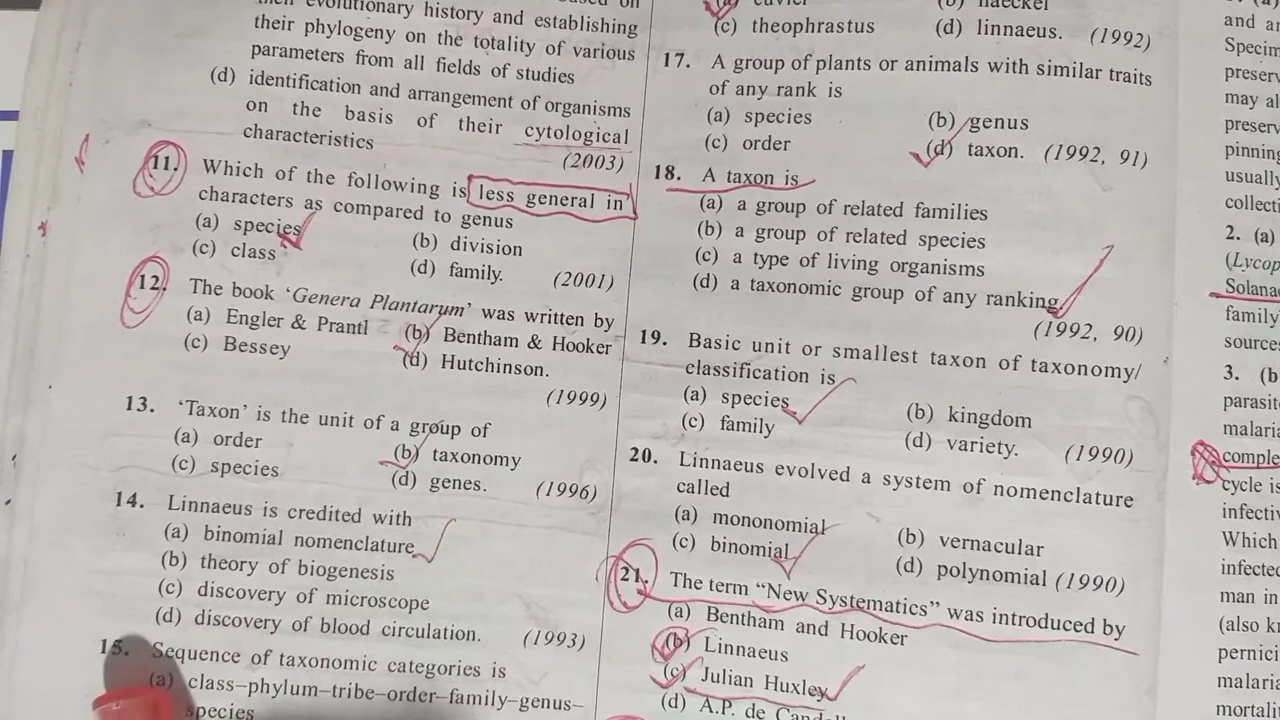 their evolutionary history and establishing
their phylogeny on the totality of various
parameters from all fields of studies
(d) identification and arrangement of organisms
on the basis of their cytological
characteristics
(2003)
11. Which of the following is less general in
characters as compared to genus
(a) species
(b) division
(c) class
(d) family. (2001)
12. The book ‘Genera Plantarum’ was written by
(a) Engler & Prantl
(b) Bentham & Hooker
(c) Bessey
(d) Hutchinson.
(1999)
13. ‘Taxon’ is the unit of a group of
(a) order
(b) taxonomy
(c) species
(d) genes. (1996)
14. Linnaeus is credited with
(a) binomial nomenclature
(b) theory of biogenesis
(c) discovery of microscope
(d) discovery of blood circulation. (1993)
15. Sequence of taxonomic categories is
(a) class–phylum–tribe–order–family–genus–
species
(b) haeckel
(c) theophrastus
(d) linnaeus. (1992)
17. A group of plants or animals with similar traits
of any rank is
(a) species
(b) genus
(c) order
(d) taxon. (1992, 91)
18. A taxon is
(a) a group of related families
(b) a group of related species
(c) a type of living organisms
(d) a taxonomic group of any ranking
(1992, 90)
19. Basic unit or smallest taxon of taxonomy/
classification is
(a) species
(b) kingdom
(c) family
(d) variety. (1990)
20. Linnaeus evolved a system of nomenclature
called
(a) mononomial
(b) vernacular
(c) binomial
(d) polynomial (1990)
21. The term “New Systematics” was introduced by
(a) Bentham and Hooker
(b) Linnaeus
(c) Julian Huxley
(d) A.P. de
and
Specim
preserv
may al
preserv
pinning
usually
collecti
2. (a)
(Lycop
Solana
family
source
3. (b
parasit
malaria
comple
cycle is
infectiv
Which
infected
man in
(also k
pernici
malaria
mortali